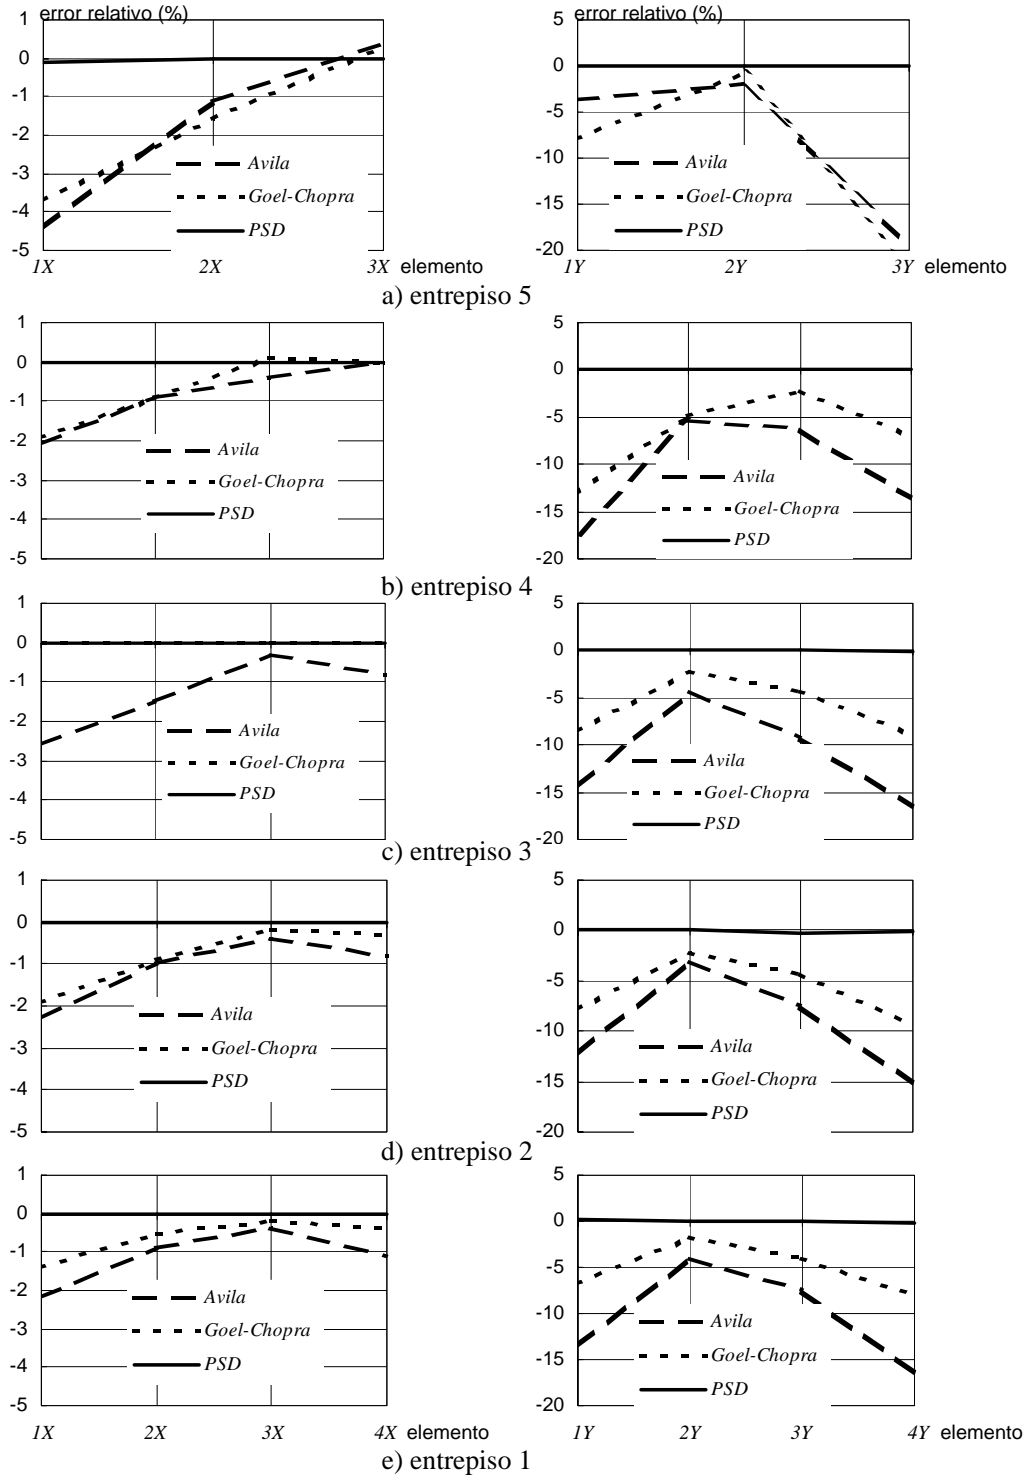 error relativo (%)
1
0
-1
-2
-3
-4
-5
Avila
Goel-Chopra
PSD
1X 2X 3X elemento
error relativo (%)
5
0
-5
-10
-15
-20
Avila
Goel-Chopra
PSD
1Y 2Y 3Y elemento
a) entrepiso 5
1
0
-1
-2
-3
-4
-5
Avila
Goel-Chopra
PSD
5
0
-5
-10
-15
-20
Avila
Goel-Chopra
PSD
b) entrepiso 4
1
0
-1
-2
-3
-4
-5
Avila
Goel-Chopra
PSD
5
0
-5
-10
-15
-20
Avila
Goel-Chopra
PSD
c) entrepiso 3
1
0
-1
-2
-3
-4
-5
Avila
Goel-Chopra
PSD
5
0
-5
-10
-15
-20
Avila
Goel-Chopra
PSD
d) entrepiso 2
1
0
-1
-2
-3
-4
-5
Avila
Goel-Chopra
PSD
1X 2X 3X 4X elemento
5
0
-5
-10
-15
-20
Avila
Goel-Chopra
PSD
1Y 2Y 3Y 4Y elemento
e) entrepiso 1